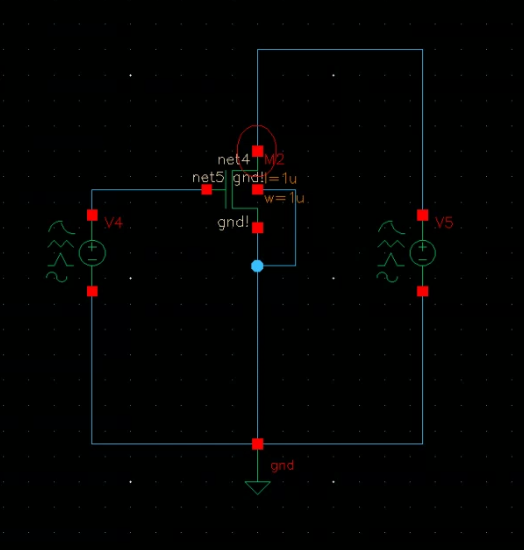 net4 M2
net5 gnd! l=1u
w=1u
gnd!
V4
V5
gnd